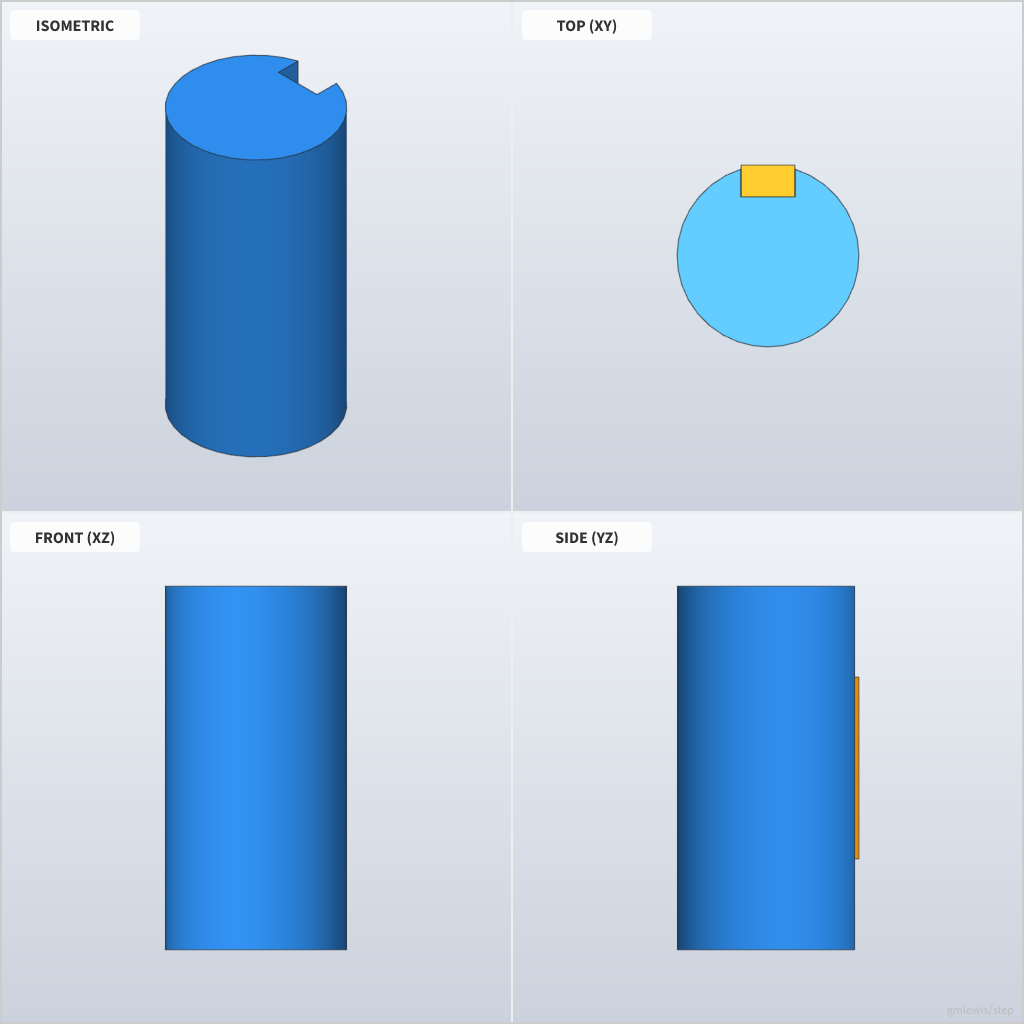 ISOMETRIC
TOP (XY)
FRONT (XZ)
SIDE (YZ)
gmlewis/step